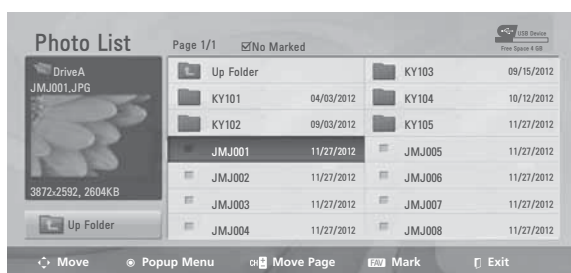 Photo List
Page 1/1 ☑No Marked
USB Device
Free Space 4 GB
DriveA
JMJ001.JPG
3872x2592, 2604KB
Up Folder
Up Folder
KY101 04/03/2012
KY102 09/03/2012
JMJ001 11/27/2012
JMJ002 11/27/2012
JMJ003 11/27/2012
JMJ004 11/27/2012
KY103 09/15/2012
KY104 10/12/2012
KY105 11/27/2012
JMJ005 11/27/2012
JMJ006 11/27/2012
JMJ007 11/27/2012
JMJ008 11/27/2012
Move Popup Menu CH Move Page FAV Mark Exit